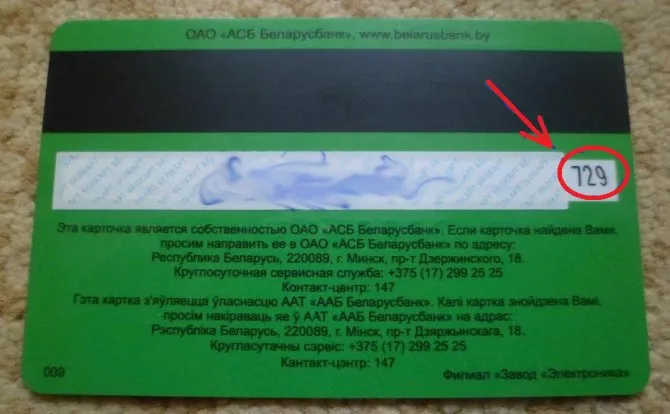 ОАО «АСБ Беларусбанк», www.belarusbank.by
729
Эта карточка является собственностью ОАО «АСБ Беларусбанк». Если карточка найдена Вами,
просим направить ее в ОАО «АСБ Беларусбанк» по адресу:
Республика Беларусь, 220089, г. Минск, пр-т Дзержинского, 18.
Круглосуточная сервисная служба: +375 (17) 299 25 25
Контакт-центр: 147
Гэта картка з'яўляецца ўласнасцю ААТ «ААБ Беларусбанк». Калі картка знойдзена Вамі,
просім накіраваць яе ў ААТ «ААБ Беларусбанк» на адрас:
Рэспубліка Беларусь, 220089, г. Мінск, пр-т Дзяржынскага, 18.
Кругласутачны сэрвіс: +375 (17) 299 25 25
Кантакт-цэнтр: 147
009 Филиал «Завод «Электроника»